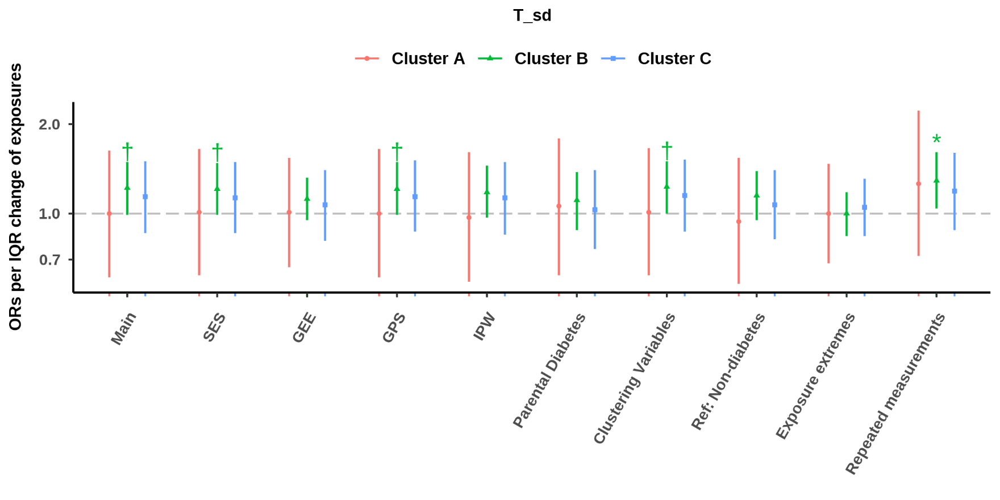 T_sd
Cluster A Cluster B Cluster C
ORs per IQR change of exposures
2.0
1.0
0.7
†
†
†
†
*
Main
SES
GEE
GPS
IPW
Parental Diabetes
Clustering Variables
Ref: Non-diabetes
Exposure extremes
Repeated measurements